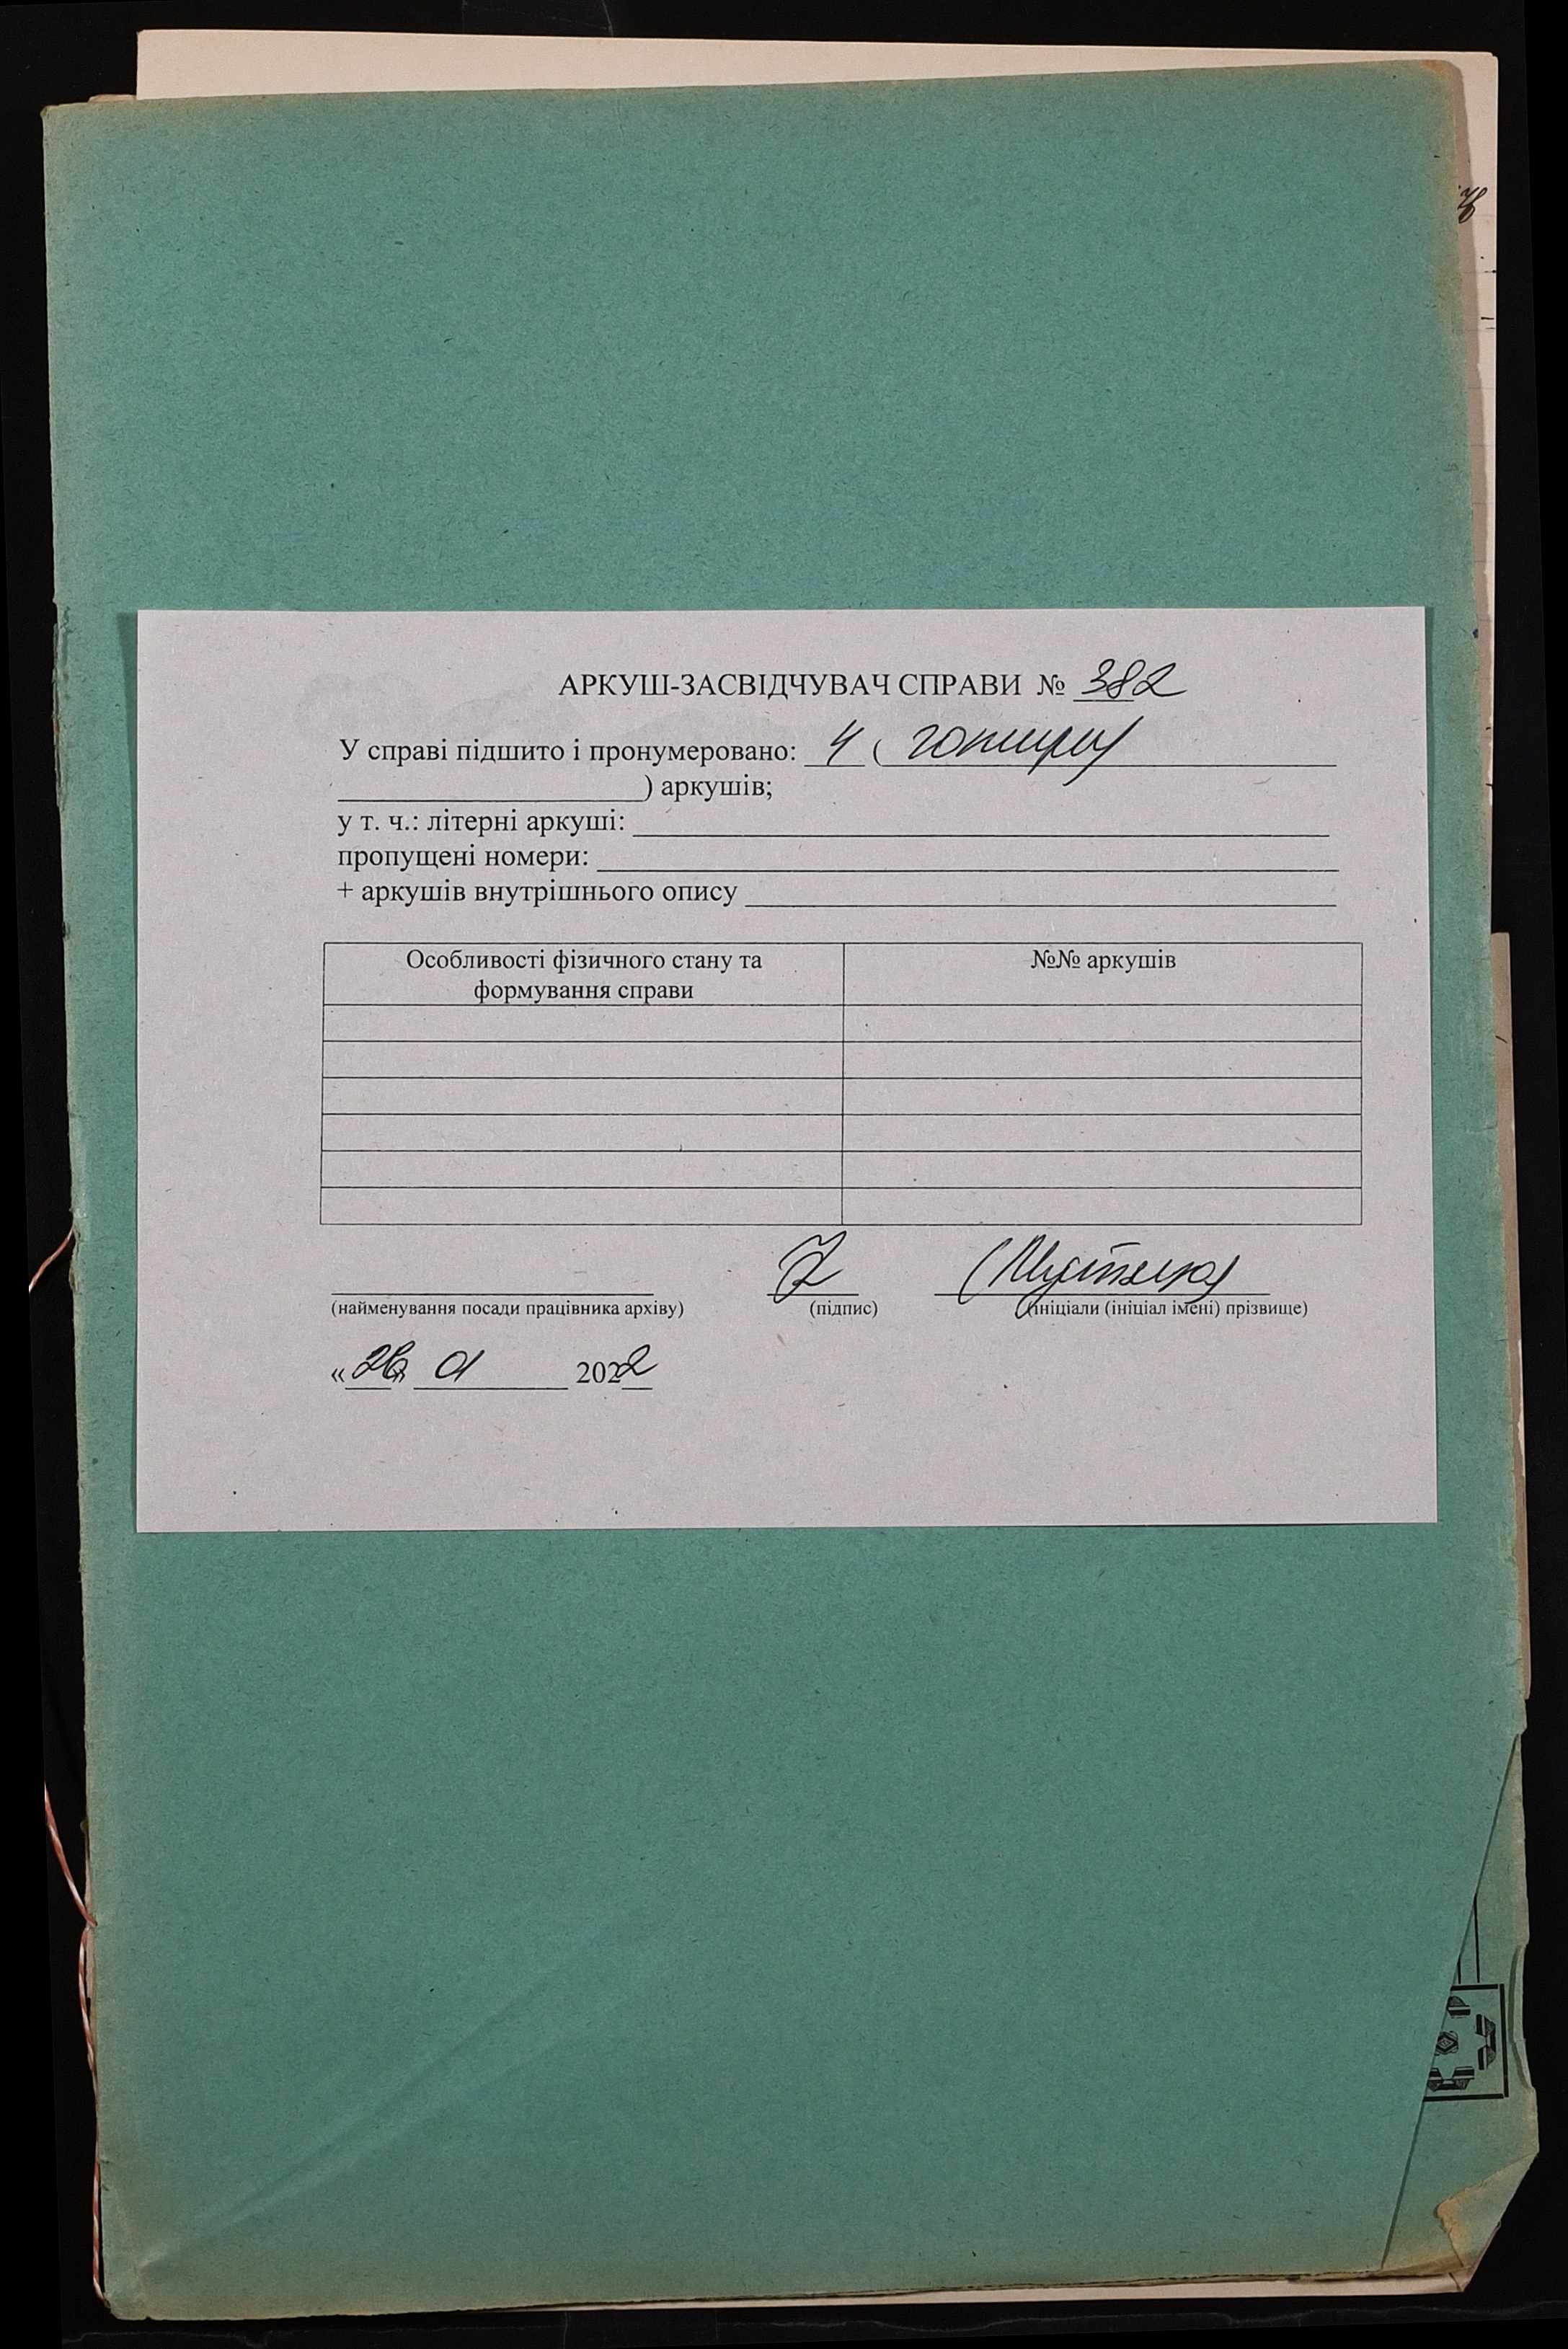 АРКУШ-ЗАСВІДЧУВАЧ СПРАВИ № 382
У справі підшито і пронумеровано: 4 ( чотири
) аркушів;
у т. ч.: літерні аркуші:
пропущені номери:
+ аркушів внутрішнього опису
Особливості фізичного стану та
формування справи
№№ аркушів
(найменування посади працівника архіву)
(підпис)
(ініціали (ініціал імені) прізвище)
«26» 01 2022